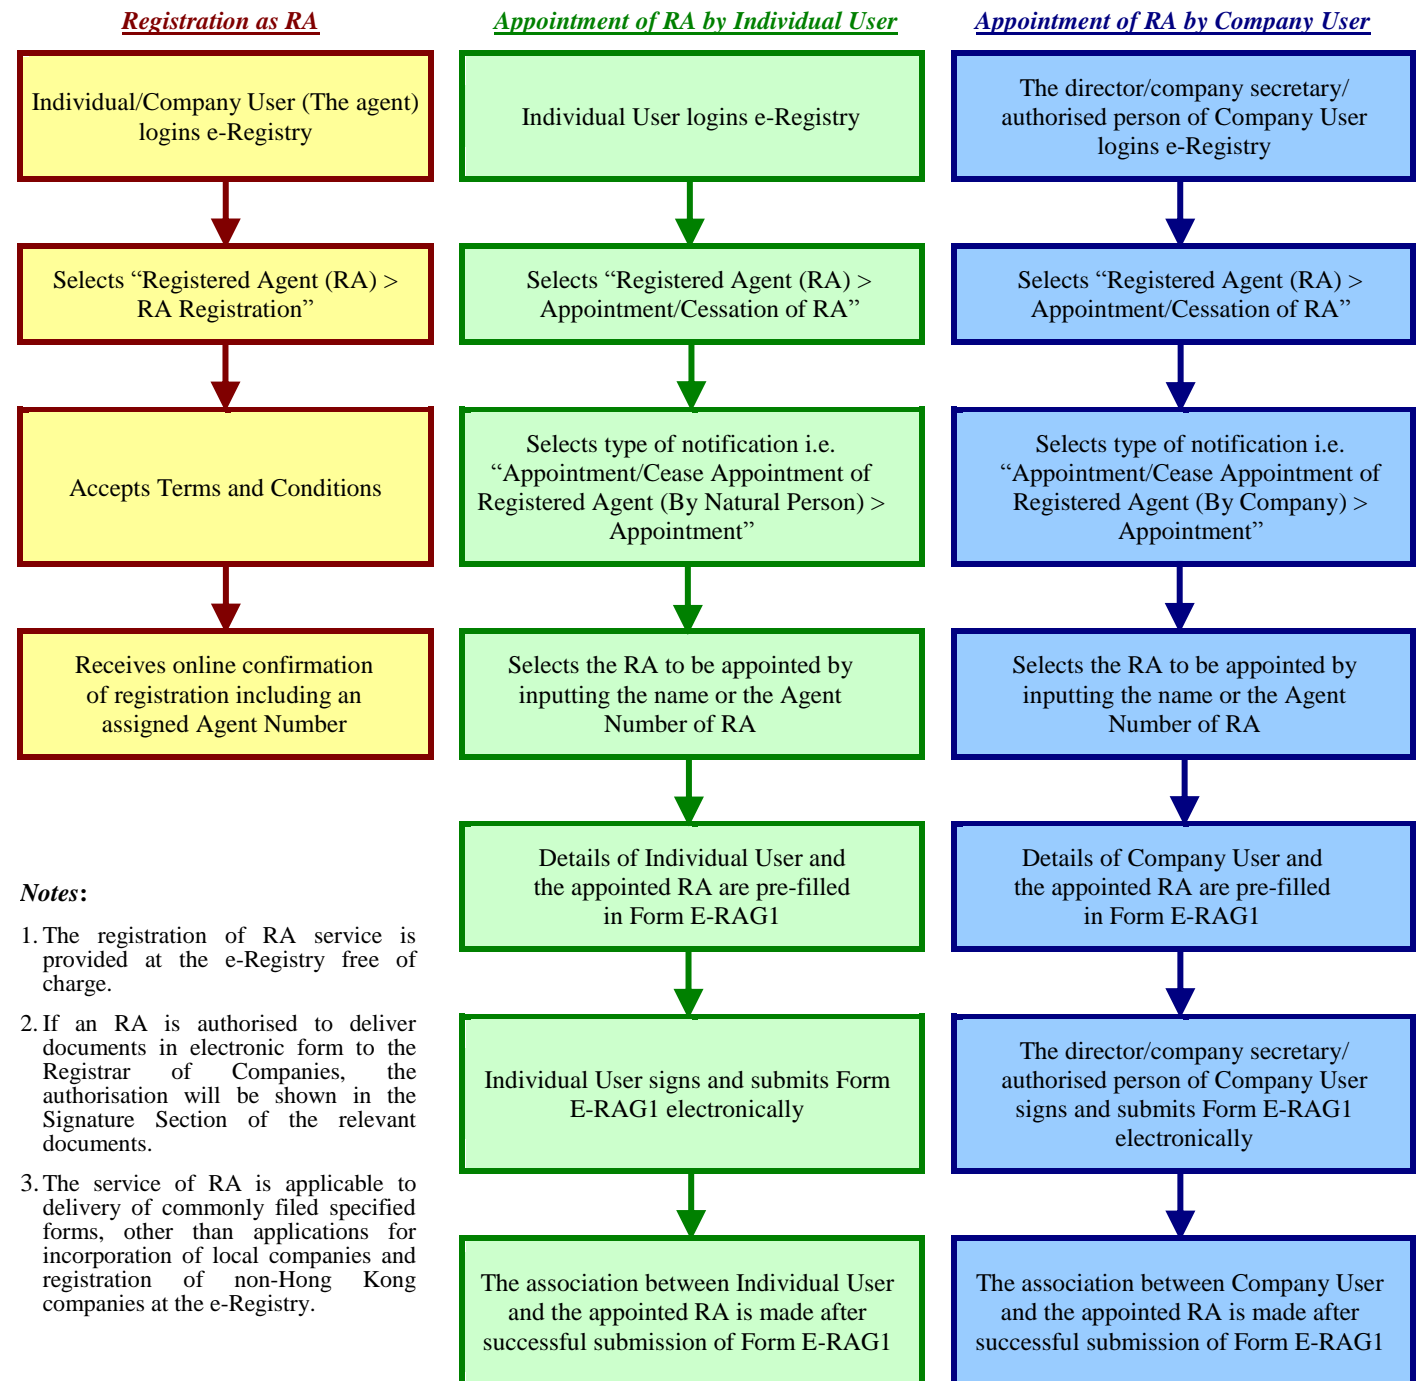 Registration as RA
Individual/Company User (The agent)
logins e-Registry
Selects “Registered Agent (RA) >
RA Registration”
Accepts Terms and Conditions
Receives online confirmation
of registration including an
assigned Agent Number
Notes:
1. The registration of RA service is
provided at the e-Registry free of
charge.
2. If an RA is authorised to deliver
documents in electronic form to the
Registrar of Companies, the
authorisation will be shown in the
Signature Section of the relevant
documents.
3. The service of RA is applicable to
delivery of commonly filed specified
forms, other than applications for
incorporation of local companies and
registration of non-Hong Kong
companies at the e-Registry.
Appointment of RA by Individual User
Individual User logins e-Registry
Selects “Registered Agent (RA) >
Appointment/Cessation of RA”
Selects type of notification i.e.
“Appointment/Cease Appointment of
Registered Agent (By Natural Person) >
Appointment”
Selects the RA to be appointed by
inputting the name or the Agent
Number of RA
Details of Individual User and
the appointed RA are pre-filled
in Form E-RAG1
Individual User signs and submits Form
E-RAG1 electronically
The association between Individual User
and the appointed RA is made after
successful submission of Form E-RAG1
Appointment of RA by Company User
The director/company secretary/
authorised person of Company User
logins e-Registry
Selects “Registered Agent (RA) >
Appointment/Cessation of RA”
Selects type of notification i.e.
“Appointment/Cease Appointment of
Registered Agent (By Company) >
Appointment”
Selects the RA to be appointed by
inputting the name or the Agent
Number of RA
Details of Company User and
the appointed RA are pre-filled
in Form E-RAG1
The director/company secretary/
authorised person of Company User
signs and submits Form E-RAG1
electronically
The association between Company User
and the appointed RA is made after
successful submission of Form E-RAG1